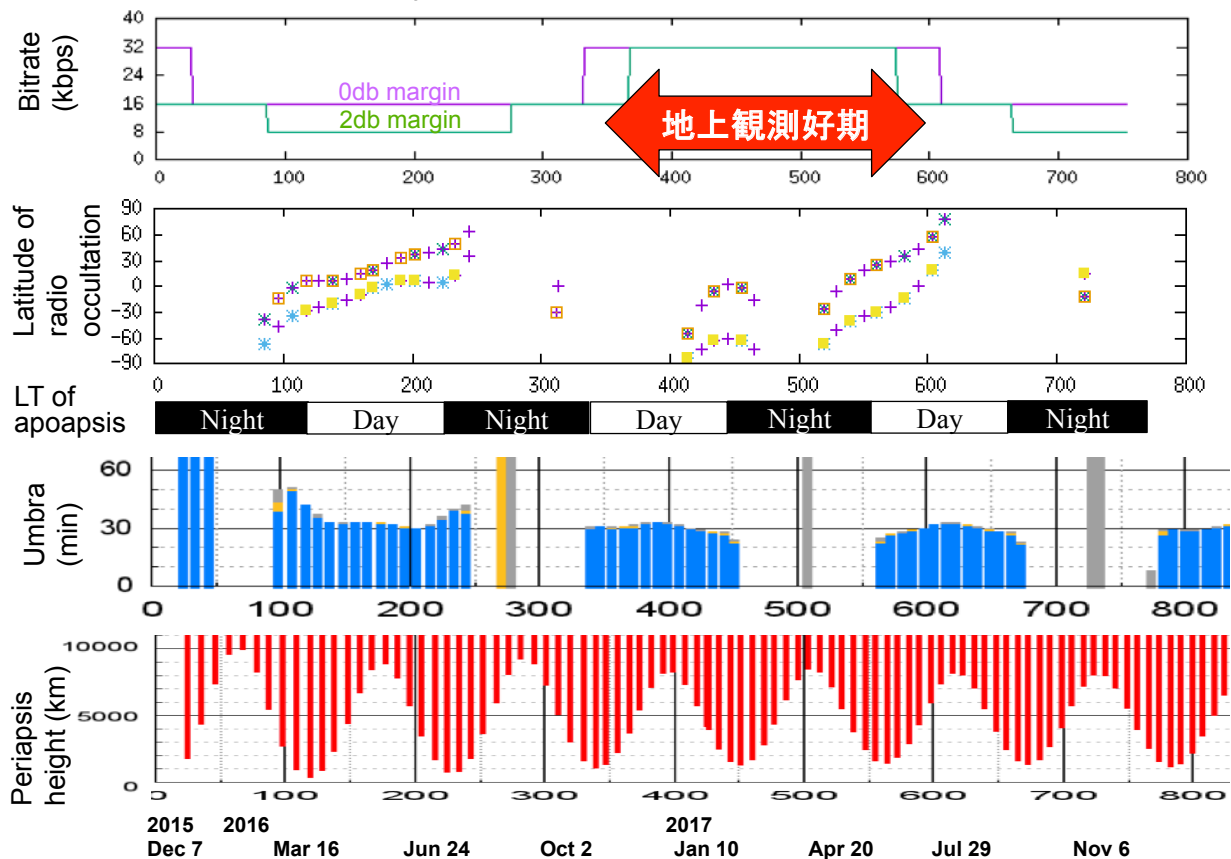 Bitrate
(kbps)
40
32
24
16
8
0
0db margin
2db margin
地上観測好期
0 100 200 300 400 500 600 700 800
Latitude of
radio
occultation
90
60
30
0
-30
-60
-90
0 100 200 300 400 500 600 700 800
LT of
apoapsis
Night Day Night Day Night Day Night
Umbra
(min)
60
30
0
0 100 200 300 400 500 600 700 800
Periapsis
height (km)
10000
5000
0
0 100 200 300 400 500 600 700 800
2015 2016 2017
Dec 7 Mar 16 Jun 24 Oct 2 Jan 10 Apr 20 Jul 29 Nov 6